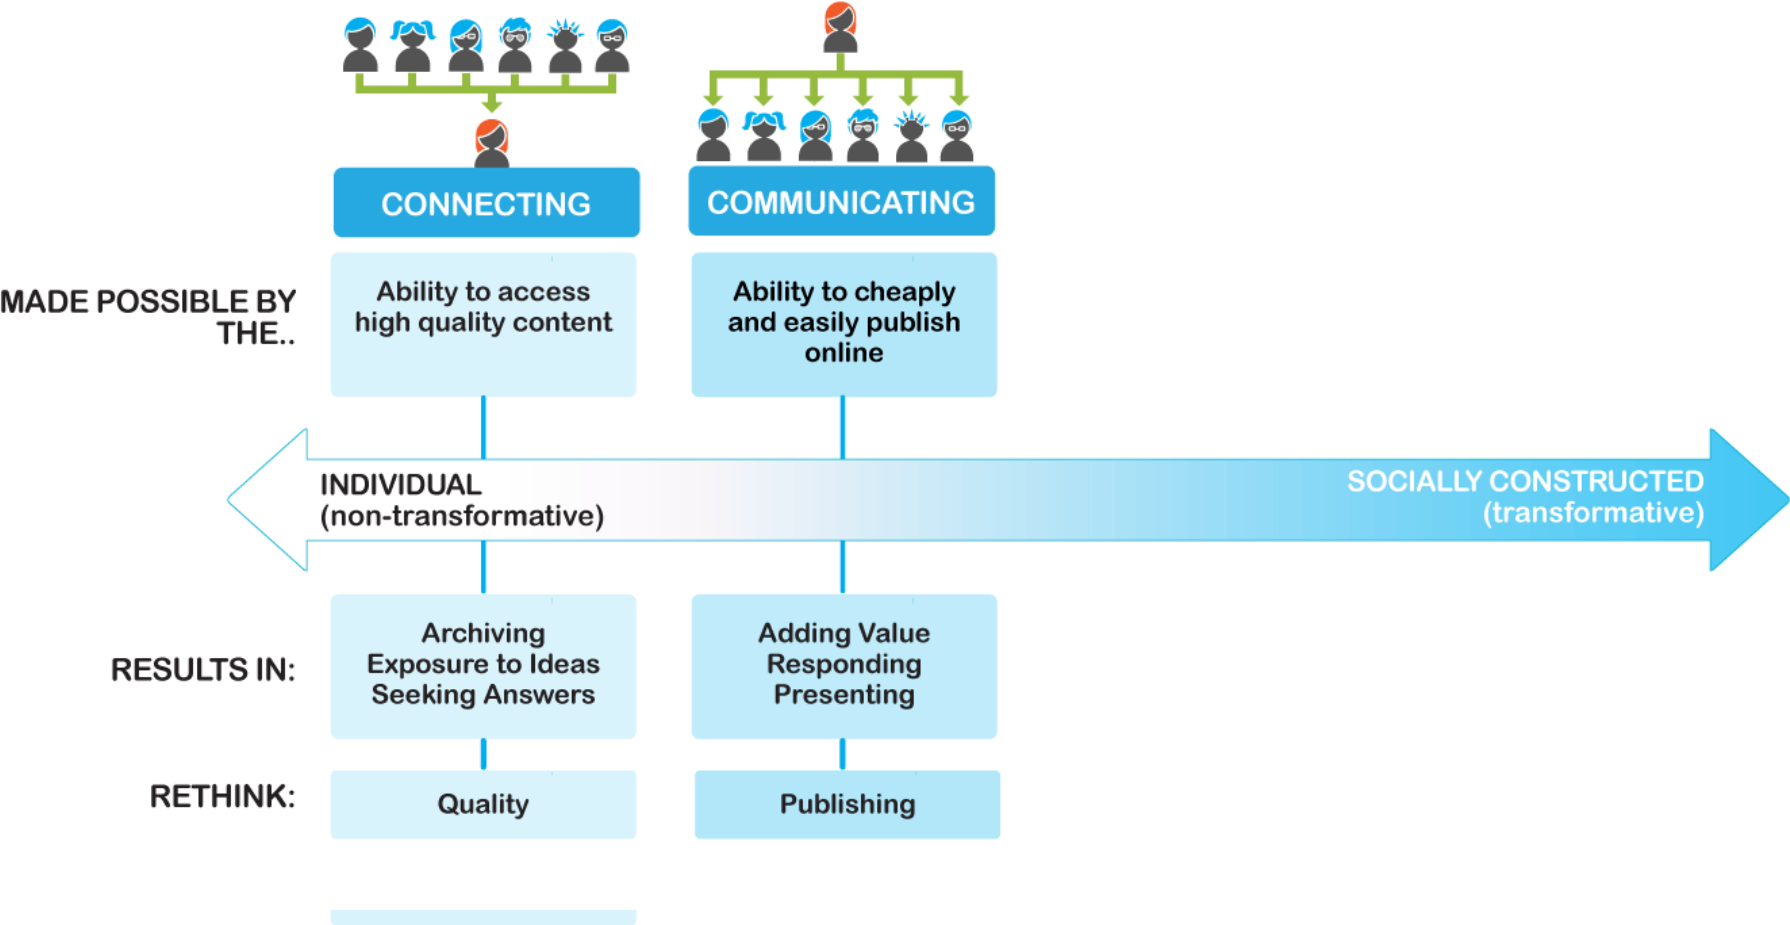 CONNECTING
COMMUNICATING
MADE POSSIBLE BY
THE..
Ability to access
high quality content
Ability to cheaply
and easily publish
online
INDIVIDUAL
(non-transformative)
SOCIALLY CONSTRUCTED
(transformative)
RESULTS IN:
Archiving
Exposure to Ideas
Seeking Answers
Adding Value
Responding
Presenting
RETHINK:
Quality
Publishing